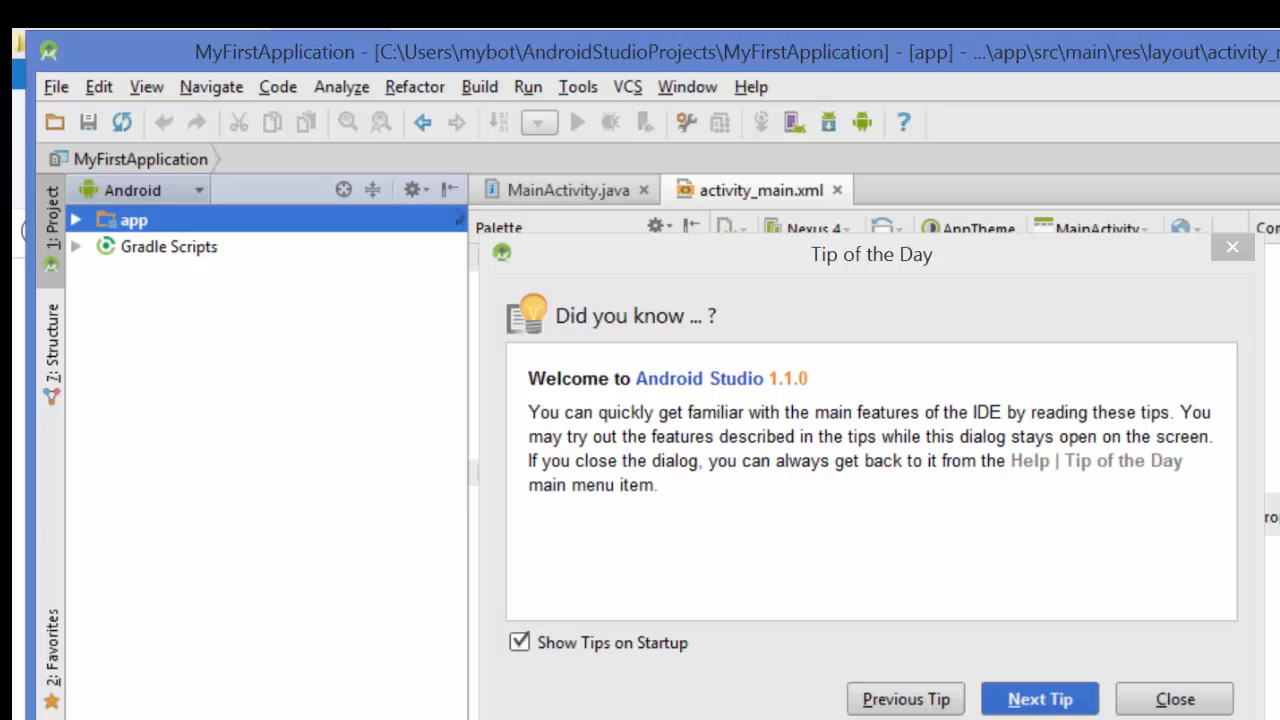 MyFirstApplication - [C:\Users\mybot\AndroidStudioProjects\MyFirstApplication] - [app] - ...\app\src\main\res\layout\activity_
File Edit View Navigate Code Analyze Refactor Build Run Tools VCS Window Help
MyFirstApplication
1: Project
Android
MainActivity.java
activity_main.xml
app
Gradle Scripts
Palette
Nexus 4
AppTheme
MainActivity
Tip of the Day
Did you know ... ?
Welcome to Android Studio 1.1.0
You can quickly get familiar with the main features of the IDE by reading these tips. You
may try out the features described in the tips while this dialog stays open on the screen.
If you close the dialog, you can always get back to it from the Help | Tip of the Day
main menu item.
Show Tips on Startup
Previous Tip
Next Tip
Close
7: Structure
2: Favorites